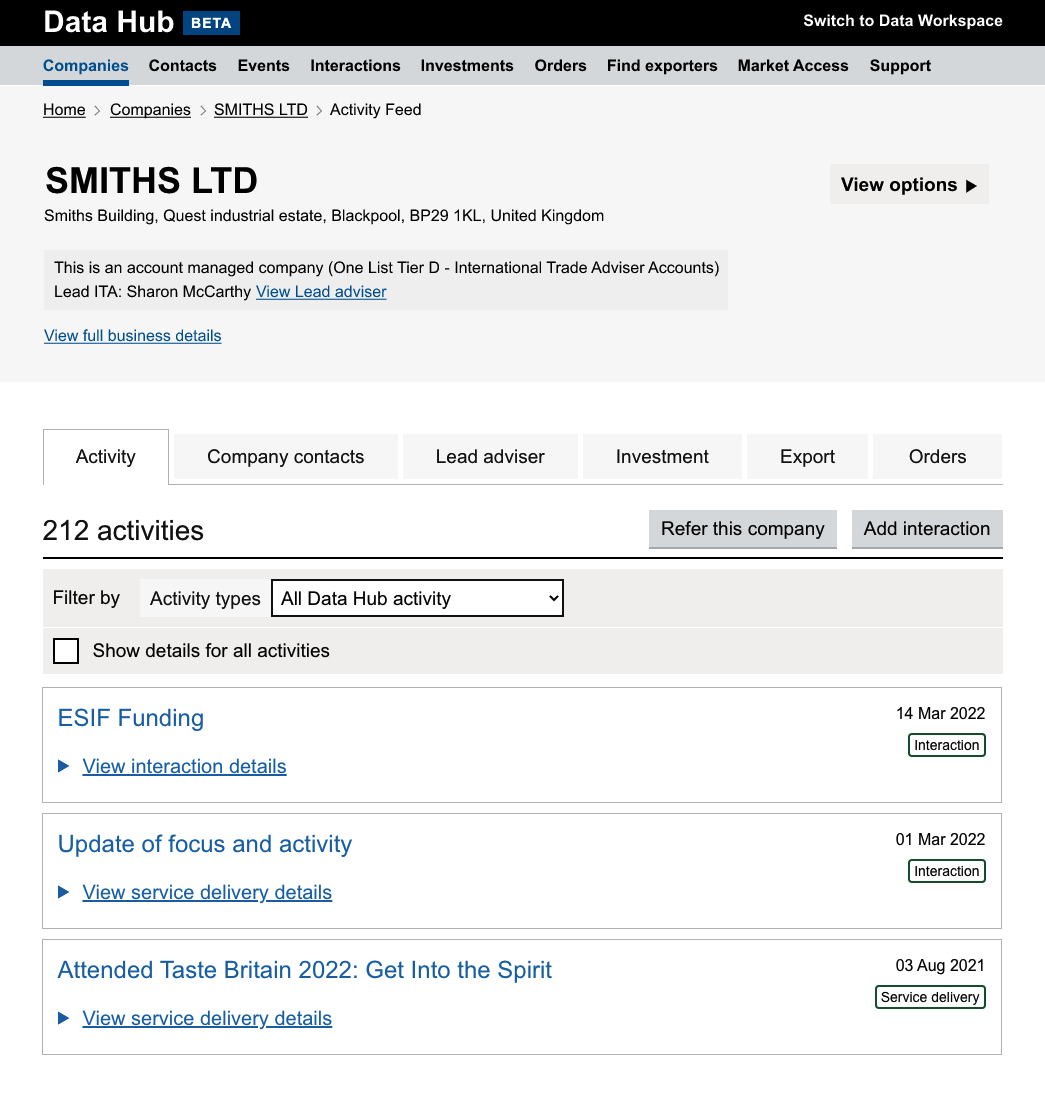 Data Hub BETA Switch to Data Workspace
Companies Contacts Events Interactions Investments Orders Find exporters Market Access Support
Home Companies SMITHS LTD Activity Feed
SMITHS LTD
View options
Smiths Building, Quest industrial estate, Blackpool, BP29 1KL, United Kingdom
This is an account managed company (One List Tier D - International Trade Adviser Accounts)
Lead ITA: Sharon McCarthy View Lead adviser
View full business details
Activity Company contacts Lead adviser Investment Export Orders
212 activities Refer this company Add interaction
Filter by Activity types All Data Hub activity
Show details for all activities
ESIF Funding 14 Mar 2022
Interaction
View interaction details
Update of focus and activity 01 Mar 2022
Interaction
View service delivery details
Attended Taste Britain 2022: Get Into the Spirit 03 Aug 2021
Service delivery
View service delivery details